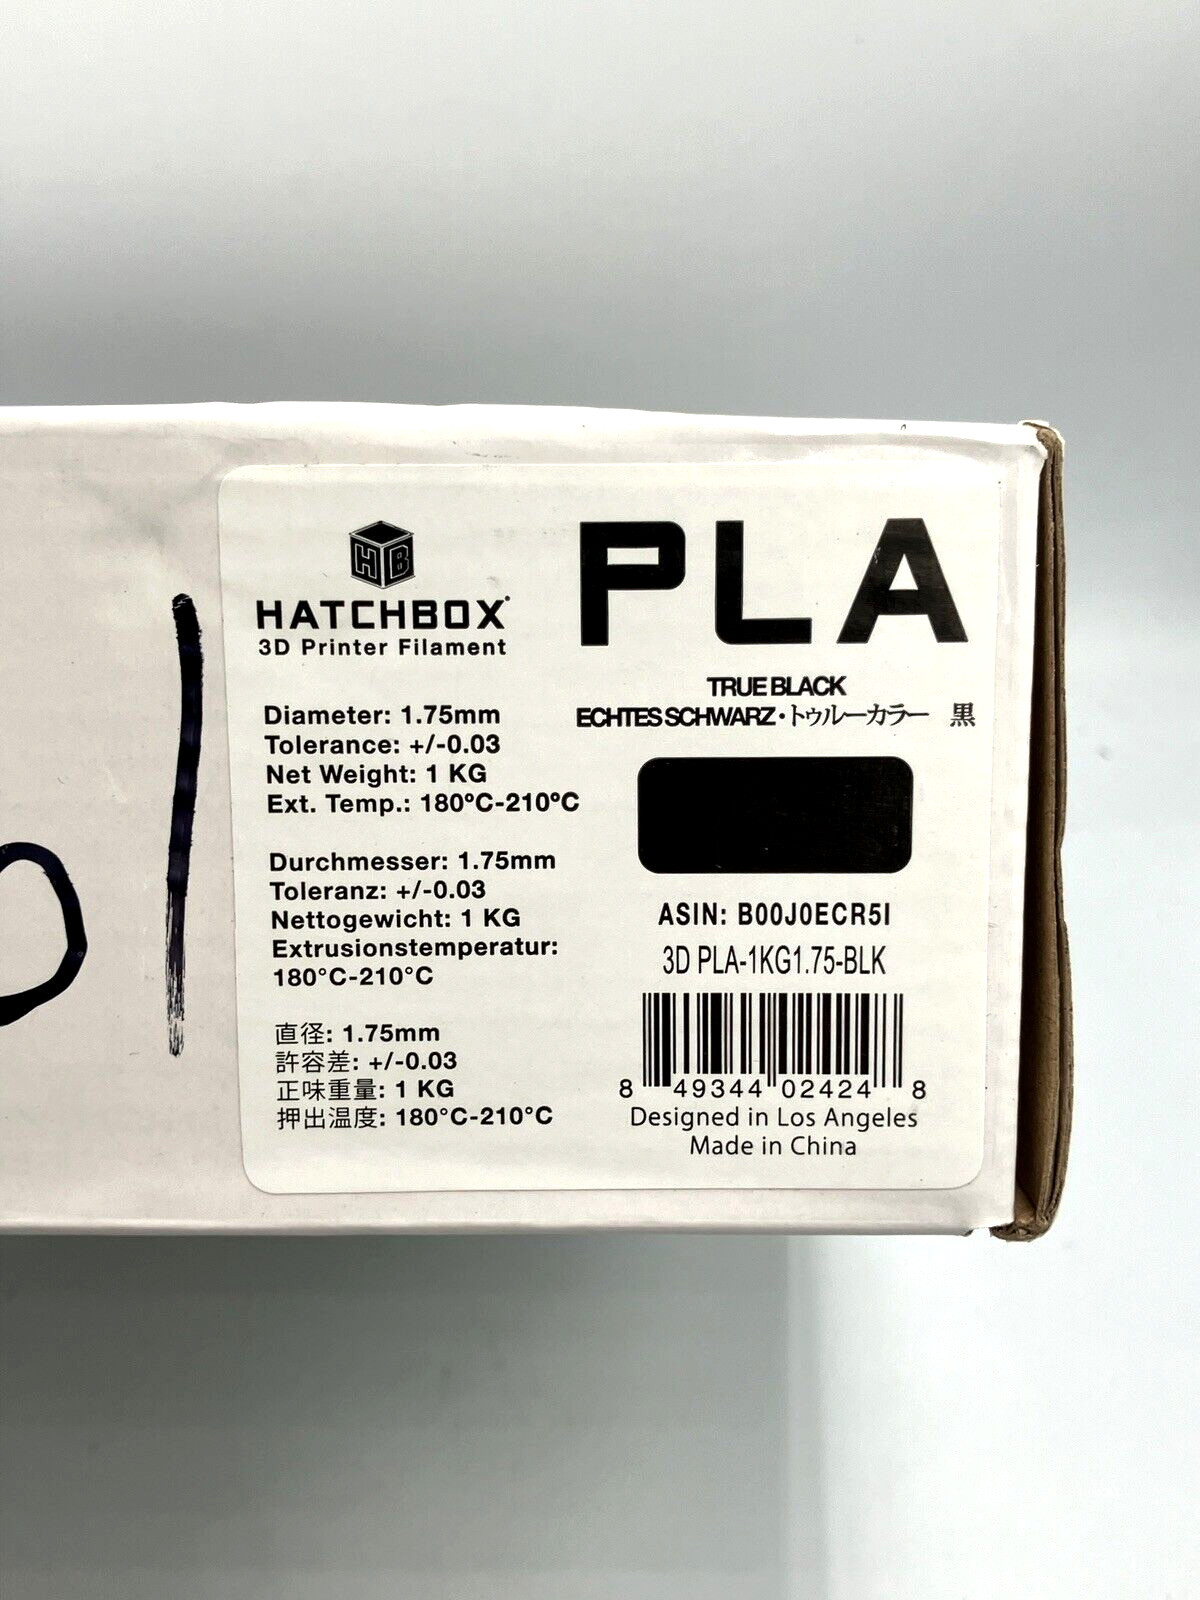 HB
HATCHBOX
3D Printer Filament
Diameter: 1.75mm
Tolerance: +/-0.03
Net Weight: 1 KG
Ext. Temp.: 180°C-210°C
Durchmesser: 1.75mm
Toleranz: +/-0.03
Nettogewicht: 1 KG
Extrusionstemperatur:
180°C-210°C
直径: 1.75mm
許容差: +/-0.03
正味重量: 1 KG
押出温度: 180°C-210°C
PLA
TRUE BLACK
ECHTES SCHWARZ・トゥルーカラー 黒
ASIN: B00J0ECR5I
3D PLA-1KG1.75-BLK
8 49344 02424 8
Designed in Los Angeles
Made in China